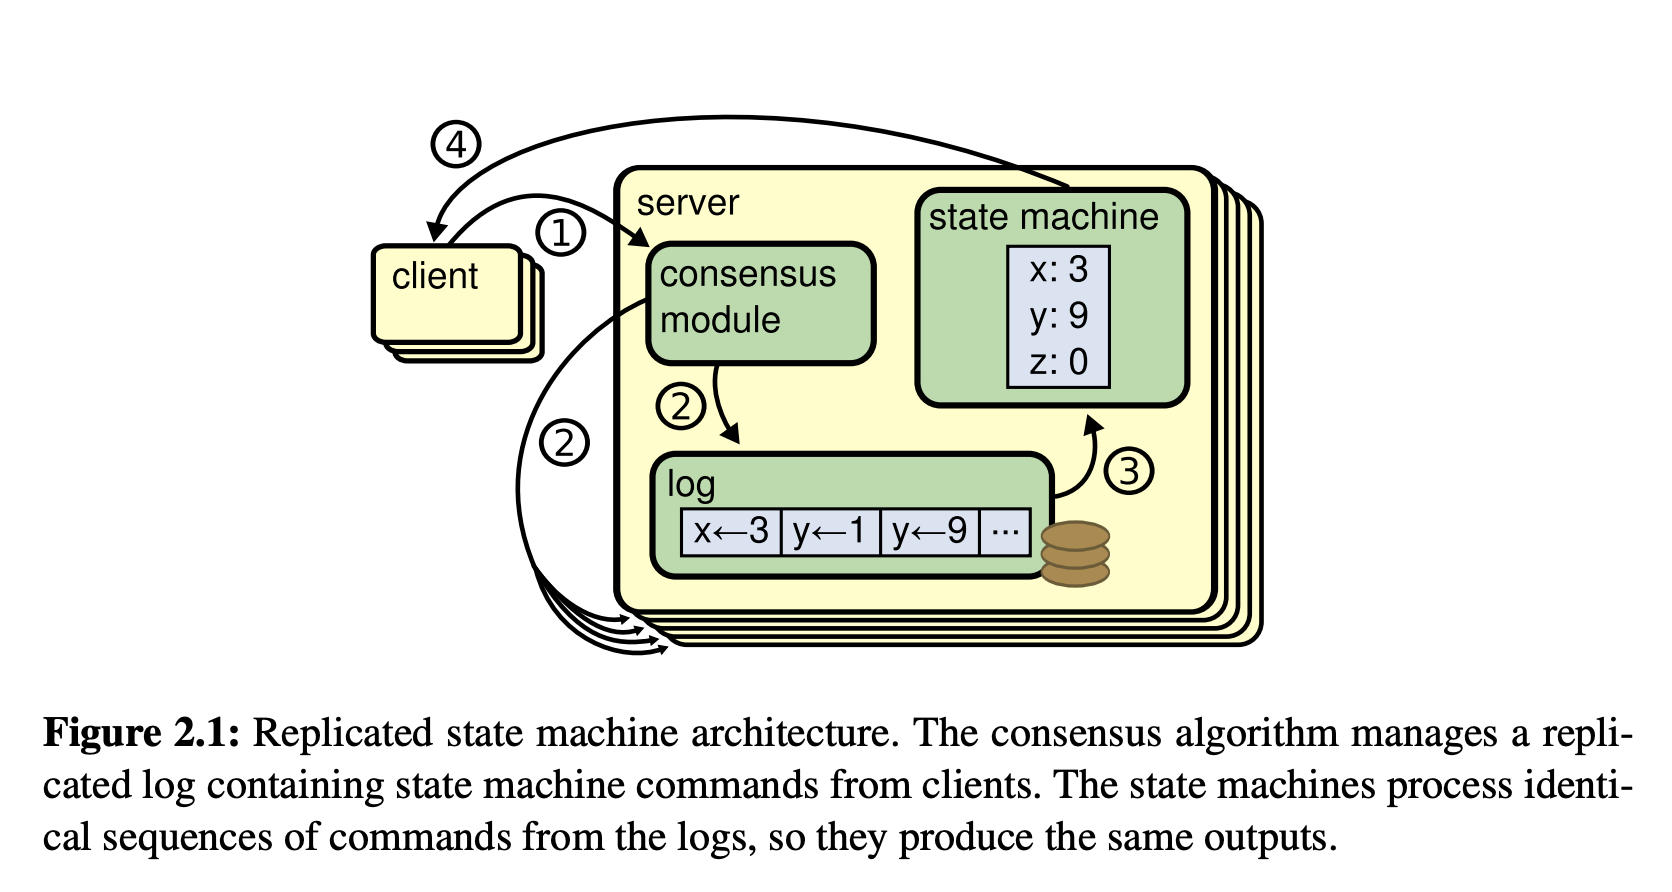 ④
①
server
state machine
client
consensus
module
x: 3
y: 9
z: 0
②
②
③
log
x←3 y←1 y←9 ···
Figure 2.1: Replicated state machine architecture. The consensus algorithm manages a repli-
cated log containing state machine commands from clients. The state machines process identi-
cal sequences of commands from the logs, so they produce the same outputs.